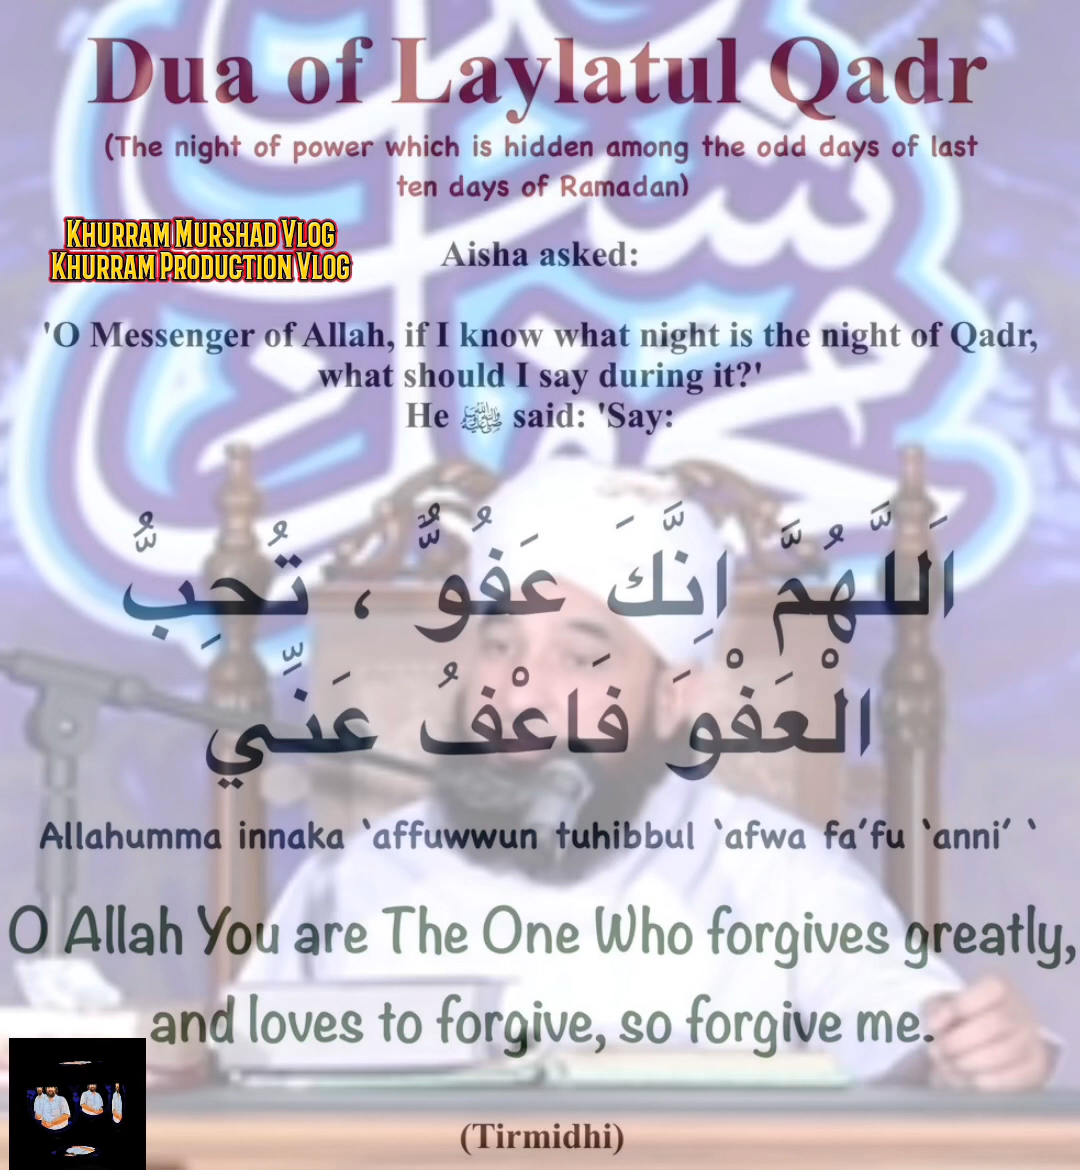 Dua of Laylatul Qadr
(The night of power which is hidden among the odd days of last
ten days of Ramadan)
KHURRAM MURSHAD VLOG
KHURRAM PRODUCTION VLOG
Aisha asked:
'O Messenger of Allah, if I know what night is the night of Qadr,
what should I say during it?'
He ﷺ said: 'Say:
اَللَّهُمَّ اِنَّكَ عَفُوٌّ ، تُحِبُّ
الْعَفْوَ فَاعْفُ عَنِّي
Allahumma innaka `affuwwun tuhibbul `afwa fa’fu `anni’ `
O Allah You are The One Who forgives greatly,
and loves to forgive, so forgive me.
(Tirmidhi)